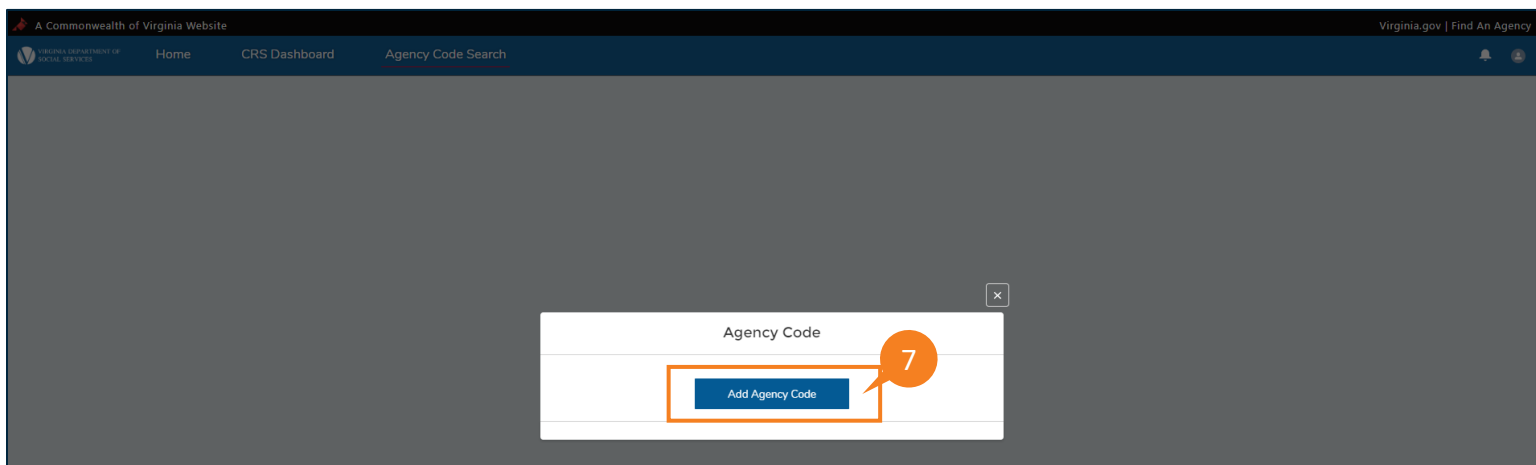 A Commonwealth of Virginia Website
Virginia.gov | Find An Agency
VIRGINIA DEPARTMENT OF
SOCIAL SERVICES
Home
CRS Dashboard
Agency Code Search
×
Agency Code
7
Add Agency Code